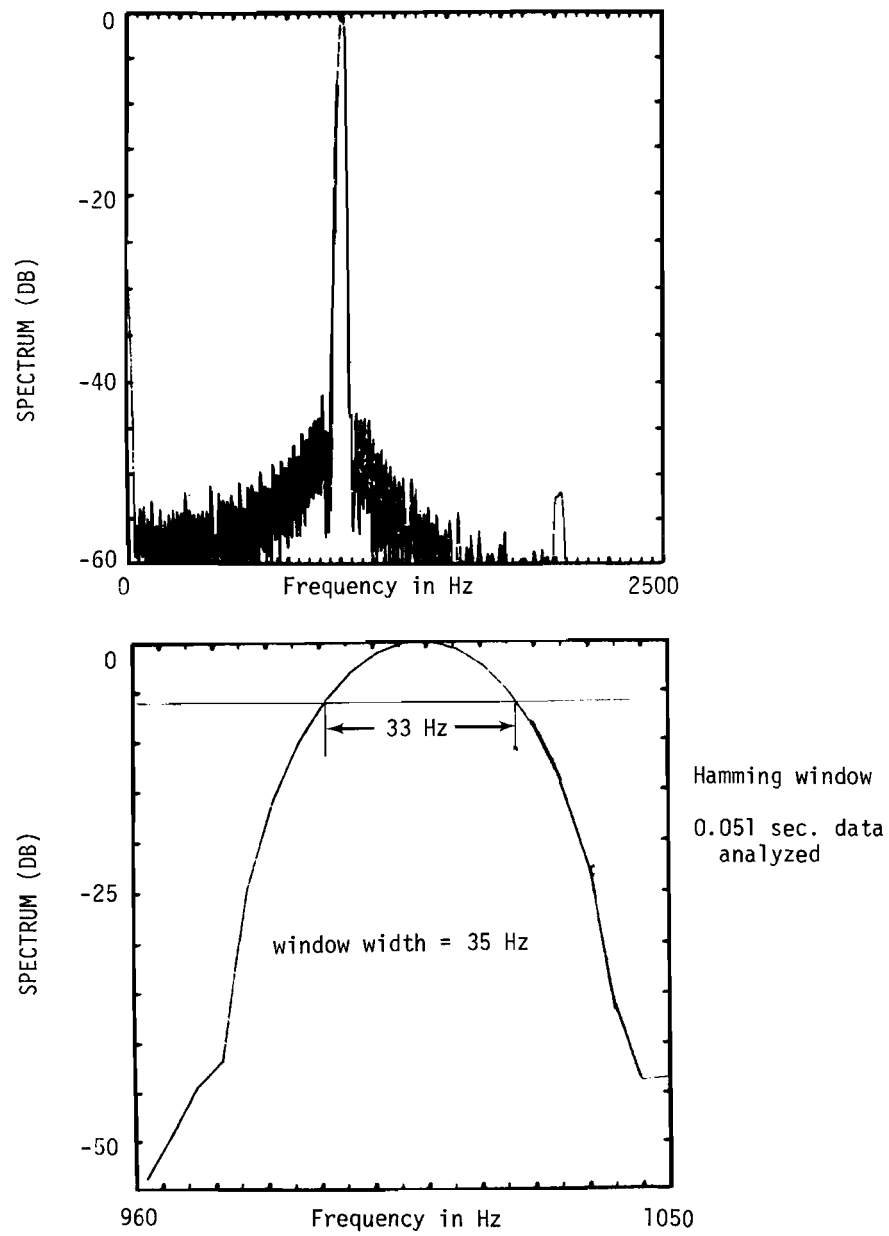 0
-20
-40
-60
SPECTRUM (DB)
0
Frequency in Hz
2500
0
-25
-50
SPECTRUM (DB)
33 Hz
window width = 35 Hz
Hamming window
0.051 sec. data
analyzed
960
Frequency in Hz
1050